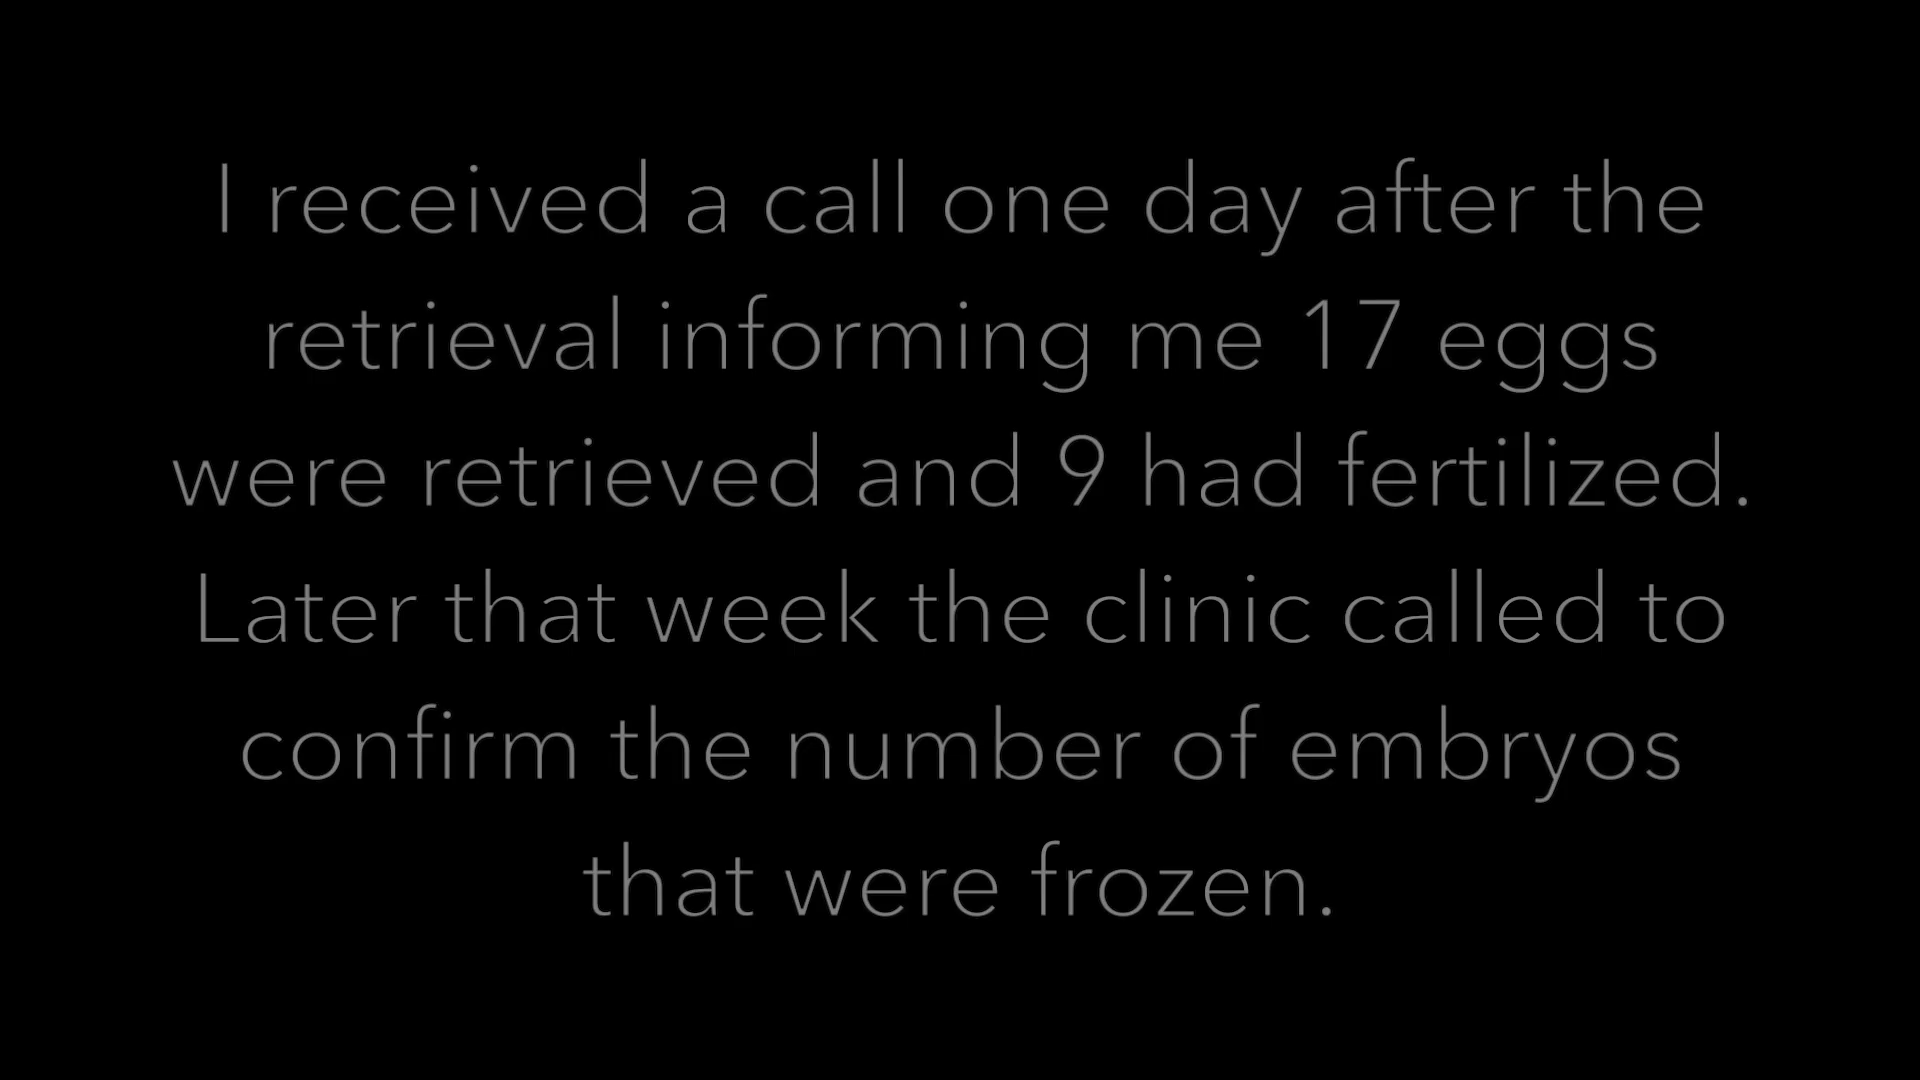 I received a call one day after the
retrieval informing me 17 eggs
were retrieved and 9 had fertilized.
Later that week the clinic called to
confirm the number of embryos
that were frozen.